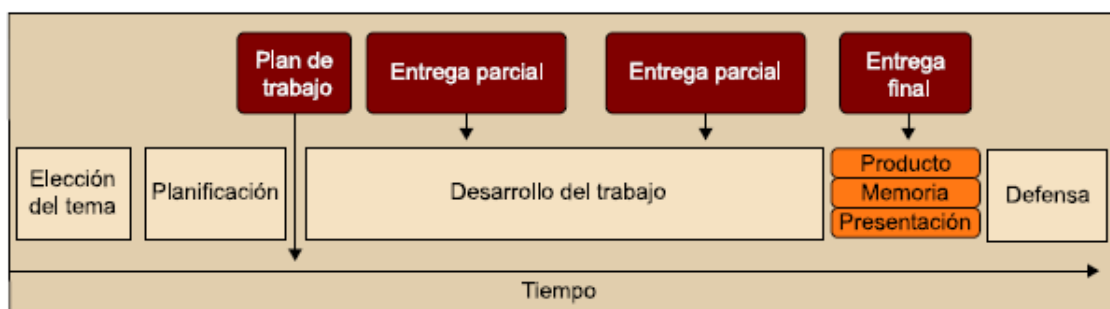 Plan de
trabajo
Entrega parcial
Entrega parcial
Entrega
final
Elección
del tema
Planificación
Desarrollo del trabajo
Producto
Memoria
Presentación
Defensa
Tiempo